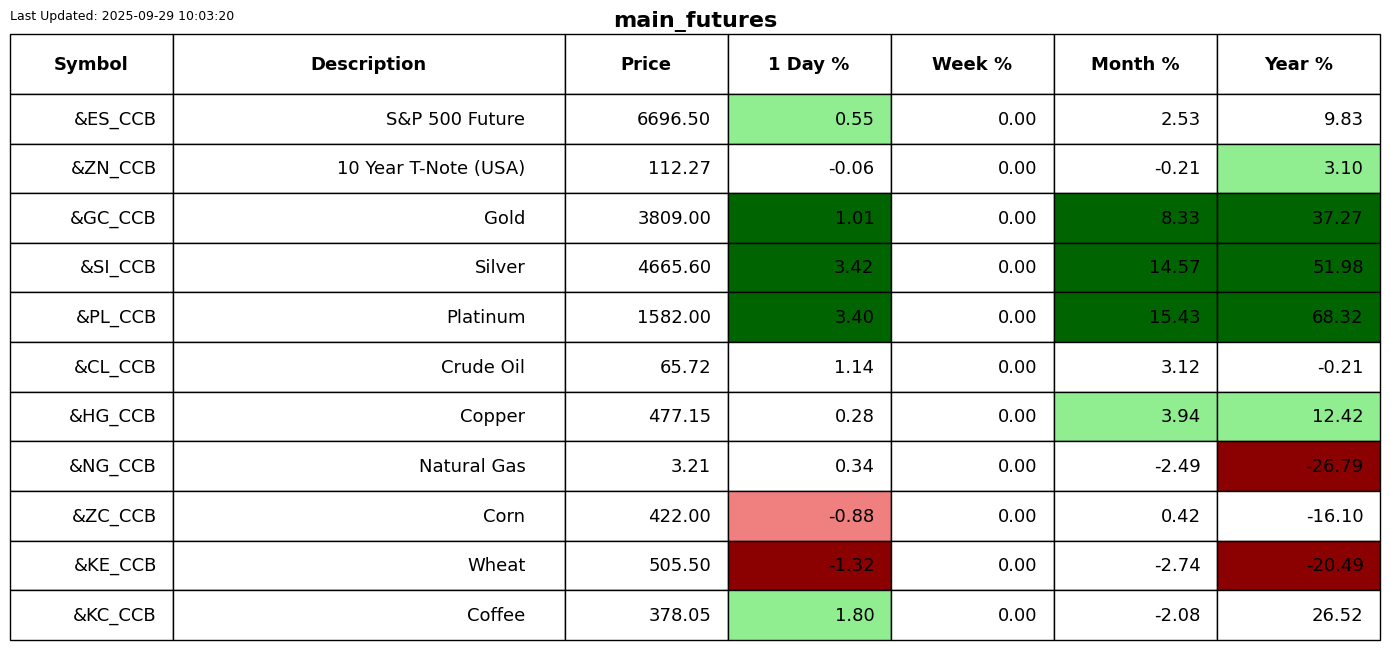 Last Updated: 2025-09-29 10:03:20
main_futures
Symbol Description Price 1 Day % Week % Month % Year %
&ES_CCB S&P 500 Future 6696.50 0.55 0.00 2.53 9.83
&ZN_CCB 10 Year T-Note (USA) 112.27 -0.06 0.00 -0.21 3.10
&GC_CCB Gold 3809.00 1.01 0.00 8.33 37.27
&SI_CCB Silver 4665.60 3.42 0.00 14.57 51.98
&PL_CCB Platinum 1582.00 3.40 0.00 15.43 68.32
&CL_CCB Crude Oil 65.72 1.14 0.00 3.12 -0.21
&HG_CCB Copper 477.15 0.28 0.00 3.94 12.42
&NG_CCB Natural Gas 3.21 0.34 0.00 -2.49 -26.79
&ZC_CCB Corn 422.00 -0.88 0.00 0.42 -16.10
&KE_CCB Wheat 505.50 -1.32 0.00 -2.74 -20.49
&KC_CCB Coffee 378.05 1.80 0.00 -2.08 26.52